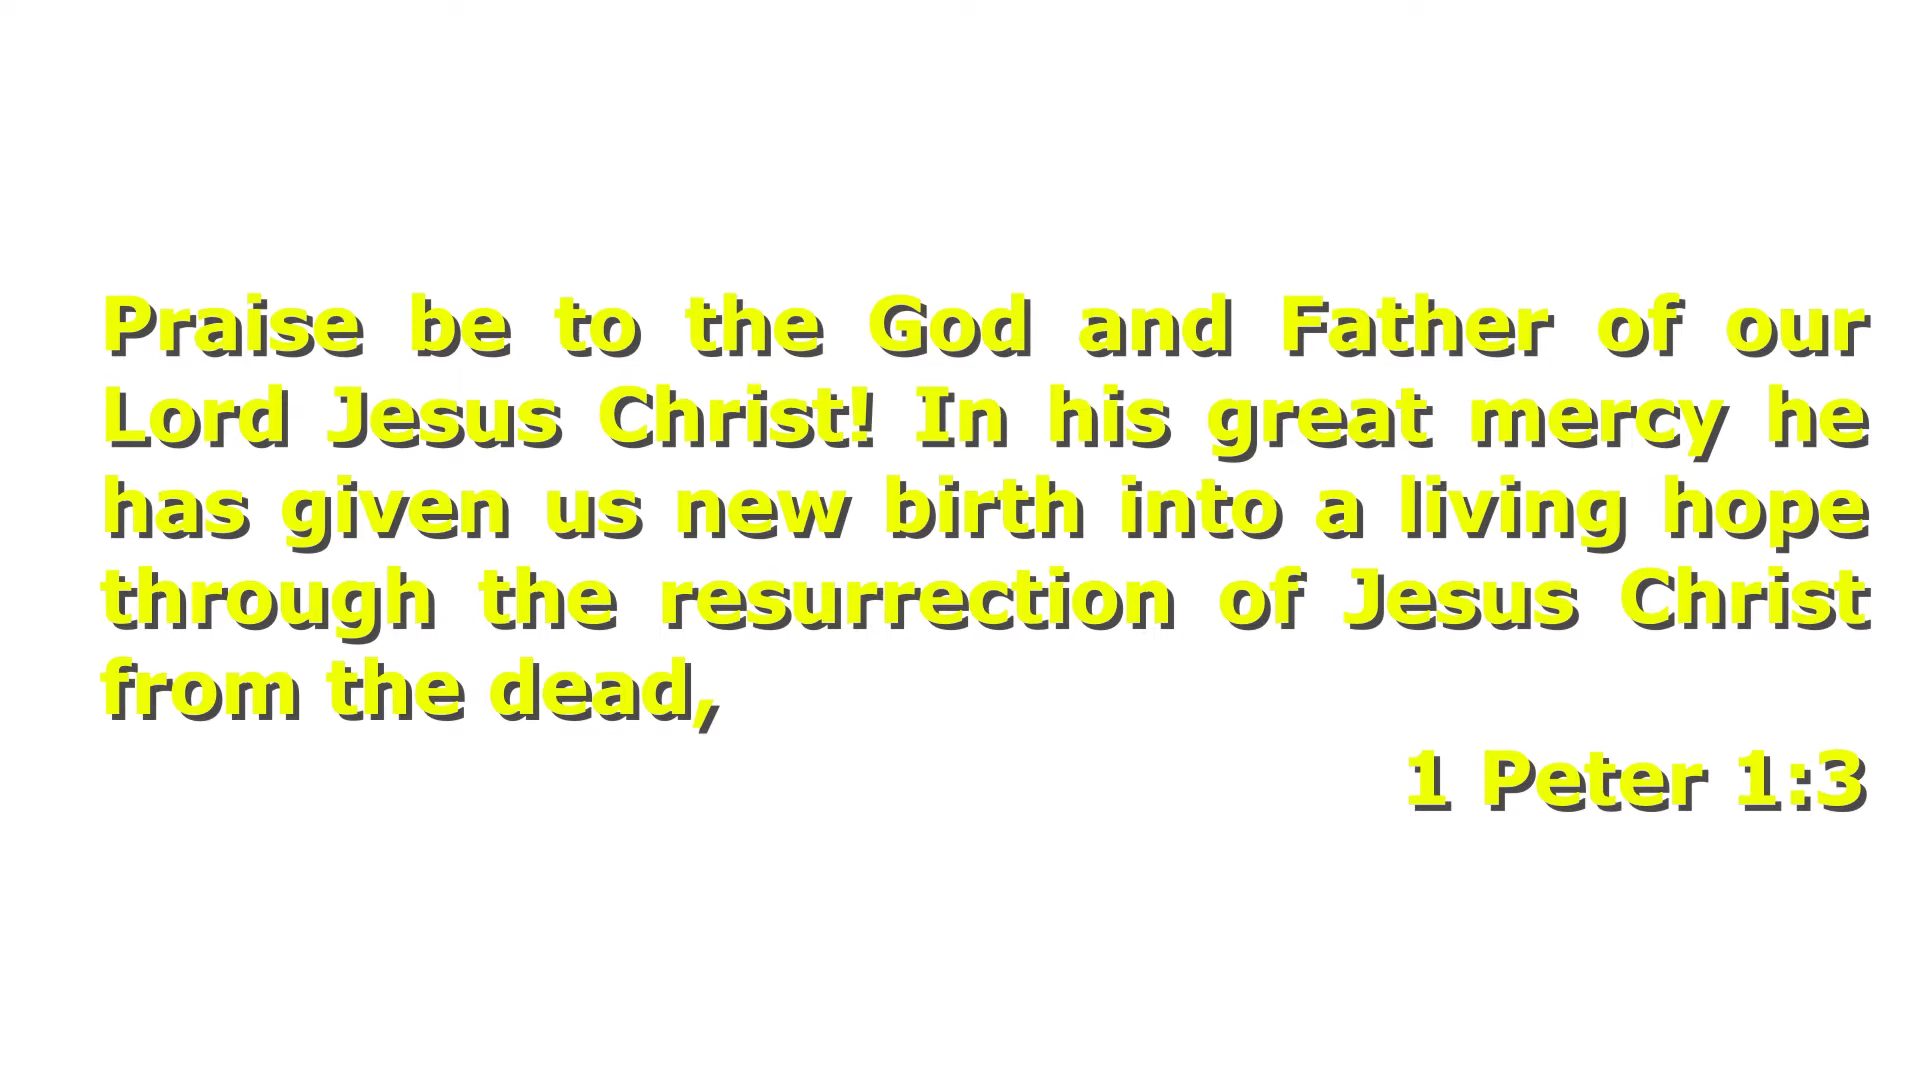 Praise be to the God and Father of our
Lord Jesus Christ! In his great mercy he
has given us new birth into a living hope
through the resurrection of Jesus Christ
from the dead,
1 Peter 1:3